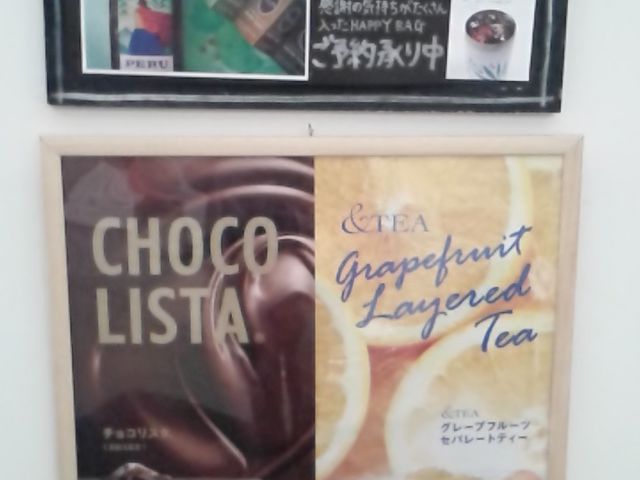 感謝の気持ちがたくさん
入ったHAPPY BAG
ご予約承り中
PERU
CHOCO
LISTA.
チョコリスタ
&TEA
Grapefruit
Layered
Tea
&TEA
グレープフルーツ
セパレートティー